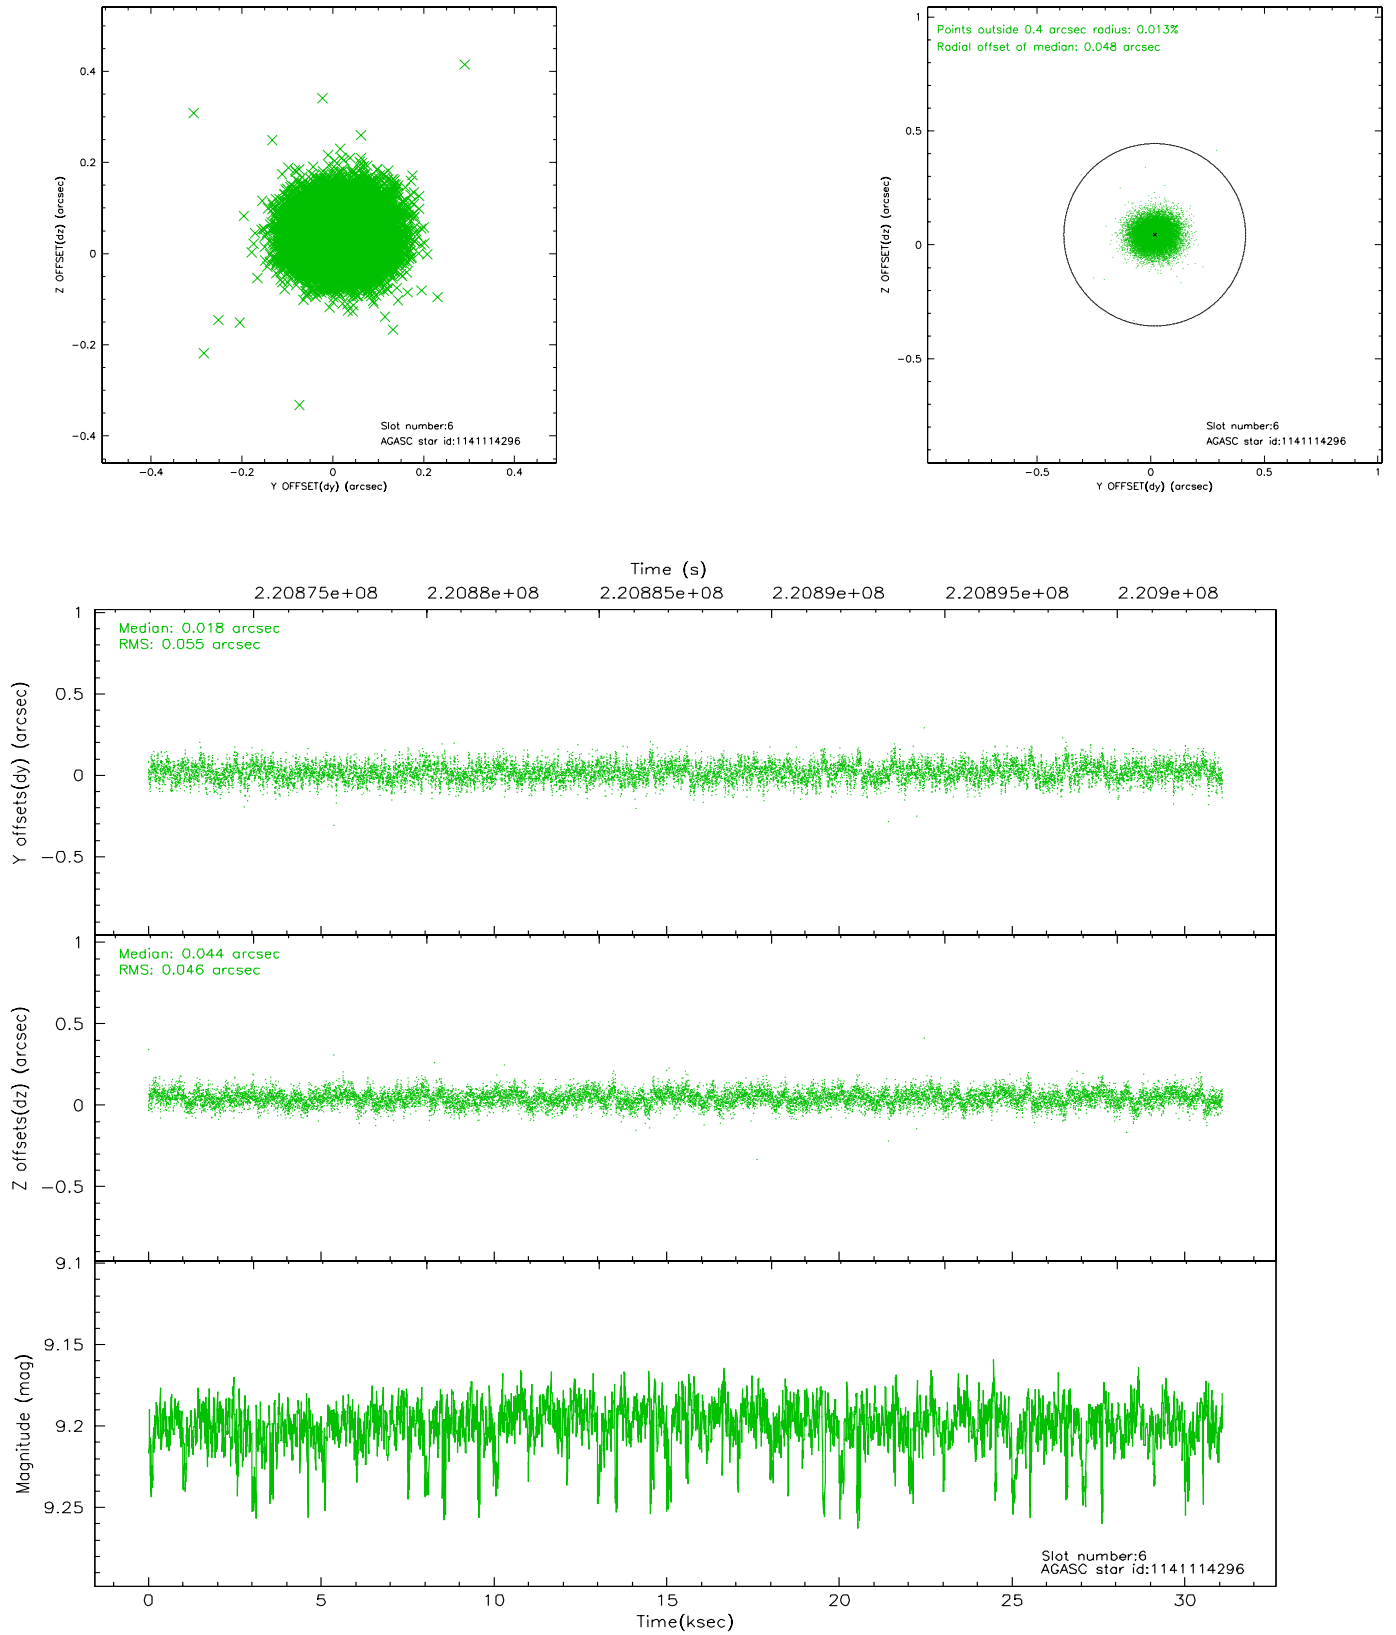 0.4
0.2
0
-0.2
-0.4
Z OFFSET(dz) (arcsec)
Slot number:6
AGASC star id:1141114296
-0.4 -0.2 0 0.2 0.4
Y OFFSET(dy) (arcsec)
Points outside 0.4 arcsec radius: 0.013%
Radial offset of median: 0.048 arcsec
1
0.5
0
-0.5
Z OFFSET(dz) (arcsec)
Slot number:6
AGASC star id:1141114296
-0.5 0 0.5 1
Y OFFSET(dy) (arcsec)
Time (s)
2.20875e+08 2.2088e+08 2.20885e+08 2.2089e+08 2.20895e+08 2.209e+08
Median: 0.018 arcsec
RMS: 0.055 arcsec
1
0.5
0
-0.5
Y offsets(dy) (arcsec)
Median: 0.044 arcsec
RMS: 0.046 arcsec
1
0.5
0
-0.5
Z offsets(dz) (arcsec)
9.1
9.15
9.2
9.25
Magnitude (mag)
Slot number:6
AGASC star id:1141114296
0 5 10 15 20 25 30
Time(ksec)